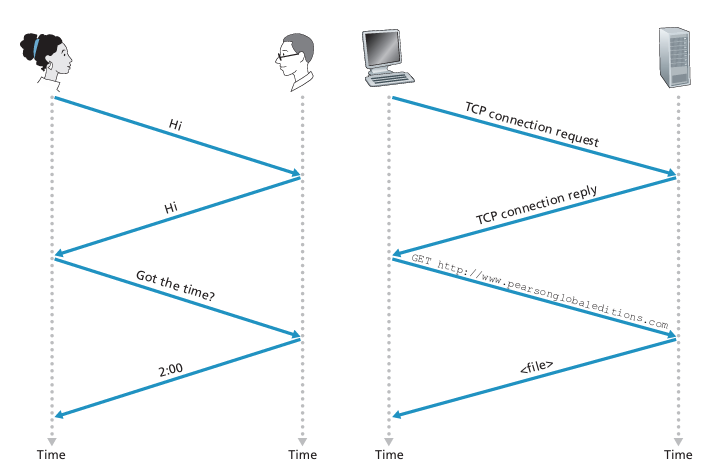 Hi
Hi
Got the time?
2:00
Time
Time
TCP connection request
TCP connection reply
GET http://www.pearsonglobaleditions.com
<file>
Time
Time